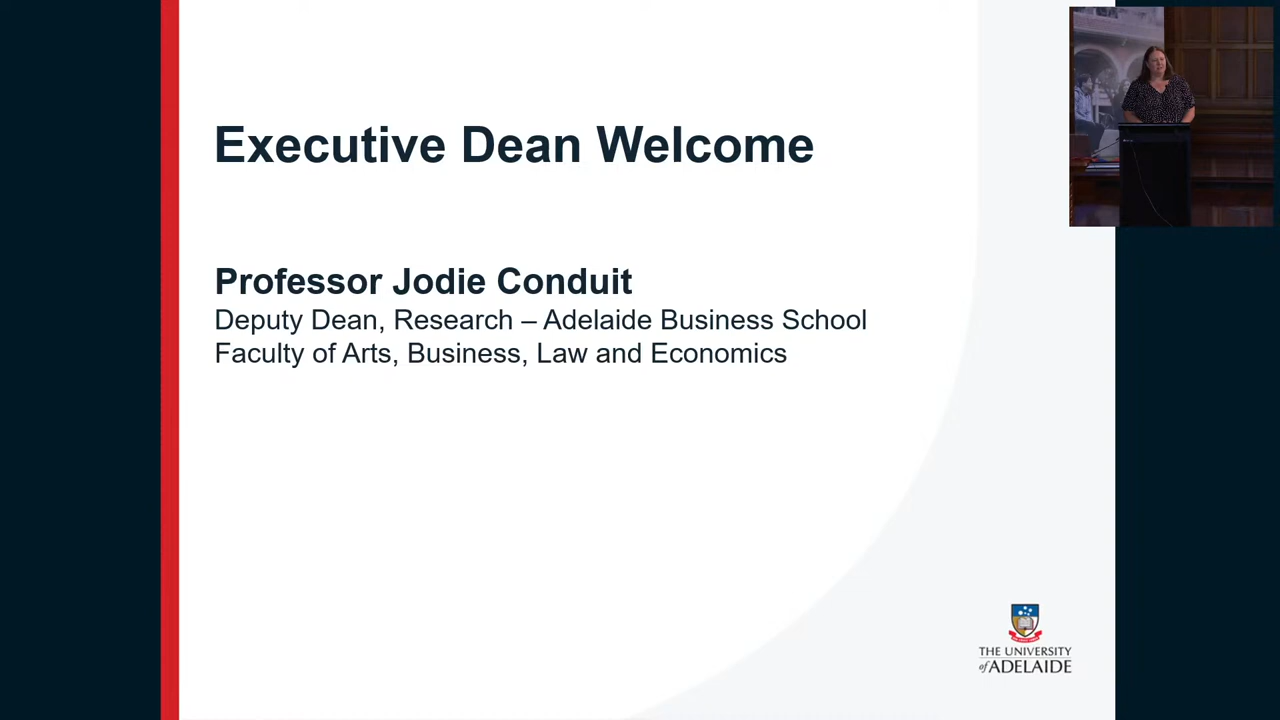 Executive Dean Welcome
Professor Jodie Conduit
Deputy Dean, Research – Adelaide Business School
Faculty of Arts, Business, Law and Economics
THE UNIVERSITY
of ADELAIDE